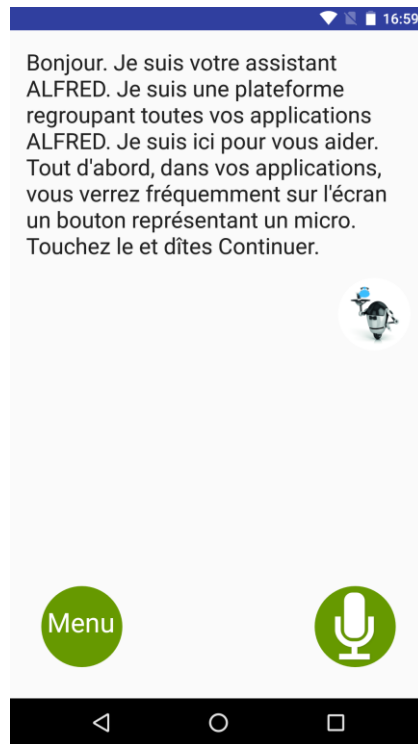 16:59
Bonjour. Je suis votre assistant
ALFRED. Je suis une plateforme
regroupant toutes vos applications
ALFRED. Je suis ici pour vous aider.
Tout d'abord, dans vos applications,
vous verrez fréquemment sur l'écran
un bouton représentant un micro.
Touchez le et dîtes Continuer.
Menu